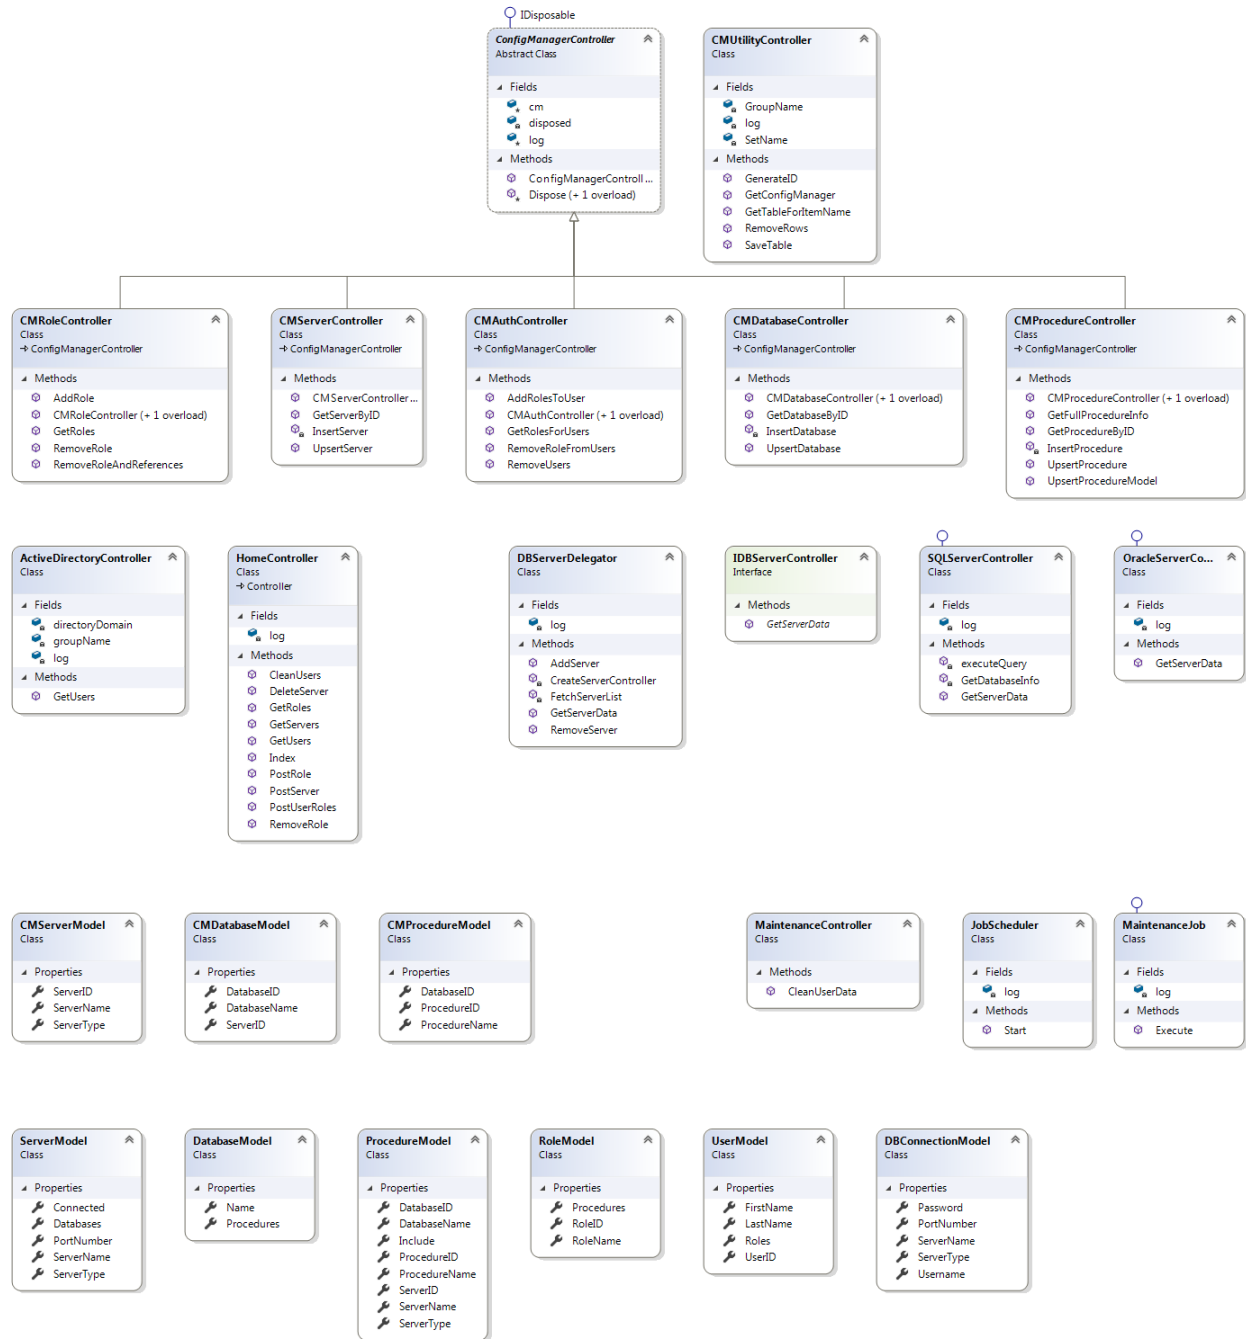 IDisposable
ConfigManagerController
Abstract Class
Fields
cm
disposed
log
Methods
ConfigManagerControll...
Dispose (+ 1 overload)
CMUtilityController
Class
Fields
GroupName
log
SetName
Methods
GenerateID
GetConfigManager
GetTableForItemName
RemoveRows
SaveTable
CMRoleController
Class
ConfigManagerController
Methods
AddRole
CMRoleController (+ 1 overload)
GetRoles
RemoveRole
RemoveRoleAndReferences
CMServerController
Class
ConfigManagerController
Methods
CMServerController...
GetServerByID
InsertServer
UpsertServer
CMAuthController
Class
ConfigManagerController
Methods
AddRolesToUser
CMAuthController (+ 1 overload)
GetRolesForUsers
RemoveRoleFromUsers
RemoveUsers
CMDatabaseController
Class
ConfigManagerController
Methods
CMDatabaseController (+ 1 overload)
GetDatabaseByID
InsertDatabase
UpsertDatabase
CMProcedureController
Class
ConfigManagerController
Methods
CMProcedureController (+ 1 overload)
GetFullProcedureInfo
GetProcedureByID
InsertProcedure
UpsertProcedure
UpsertProcedureModel
ActiveDirectoryController
Class
Fields
directoryDomain
groupName
log
Methods
GetUsers
HomeController
Class
Controller
Fields
log
Methods
CleanUsers
DeleteServer
GetRoles
GetServers
GetUsers
Index
PostRole
PostServer
PostUserRoles
RemoveRole
DBServerDelegator
Class
Fields
log
Methods
AddServer
CreateServerController
FetchServerList
GetServerData
RemoveServer
IDBServerController
Interface
Methods
GetServerData
SQLServerController
Class
Fields
log
Methods
executeQuery
GetDatabaseInfo
GetServerData
OracleServerCo...
Class
Fields
log
Methods
GetServerData
CMServerModel
Class
Properties
ServerID
ServerName
ServerType
CMDatabaseModel
Class
Properties
DatabaseID
DatabaseName
ServerID
CMProcedureModel
Class
Properties
DatabaseID
ProcedureID
ProcedureName
MaintenanceController
Class
Methods
CleanUserData
JobScheduler
Class
Fields
log
Methods
Start
MaintenanceJob
Class
Fields
log
Methods
Execute
ServerModel
Class
Properties
Connected
Databases
PortNumber
ServerName
ServerType
DatabaseModel
Class
Properties
Name
Procedures
ProcedureModel
Class
Properties
DatabaseID
DatabaseName
Include
ProcedureID
ProcedureName
ServerID
ServerName
ServerType
RoleModel
Class
Properties
Procedures
RoleID
RoleName
UserModel
Class
Properties
FirstName
LastName
Roles
UserID
DBConnectionModel
Class
Properties
Password
PortNumber
ServerName
ServerType
Username